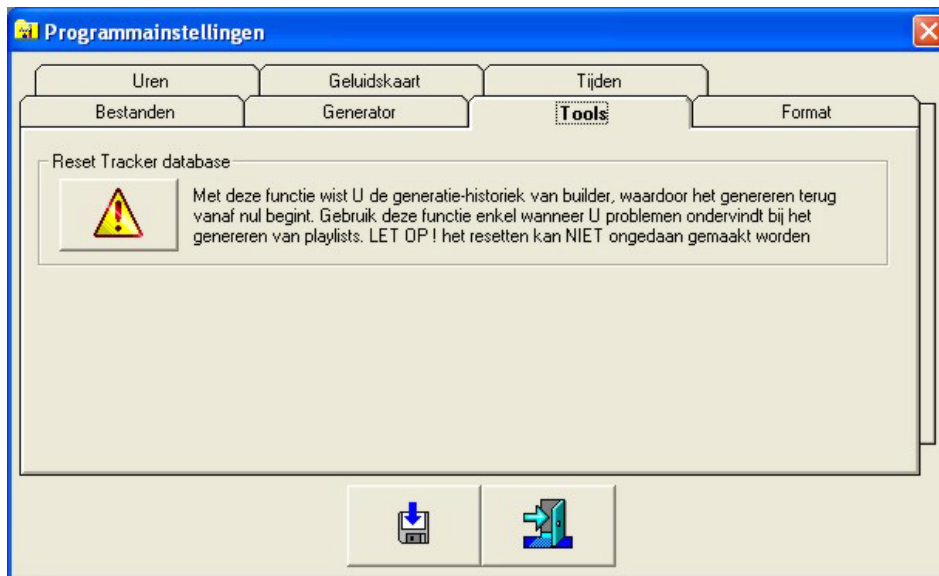 Programmainstellingen
Uren
Geluidskaart
Tijden
Bestanden
Generator
Tools
Format
Reset Tracker database
Met deze functie wist U de generatie-historiek van builder, waardoor het genereren terug
vanaf nul begint. Gebruik deze functie enkel wanneer U problemen ondervindt bij het
genereren van playlists. LET OP ! het resetten kan NIET ongedaan gemaakt worden